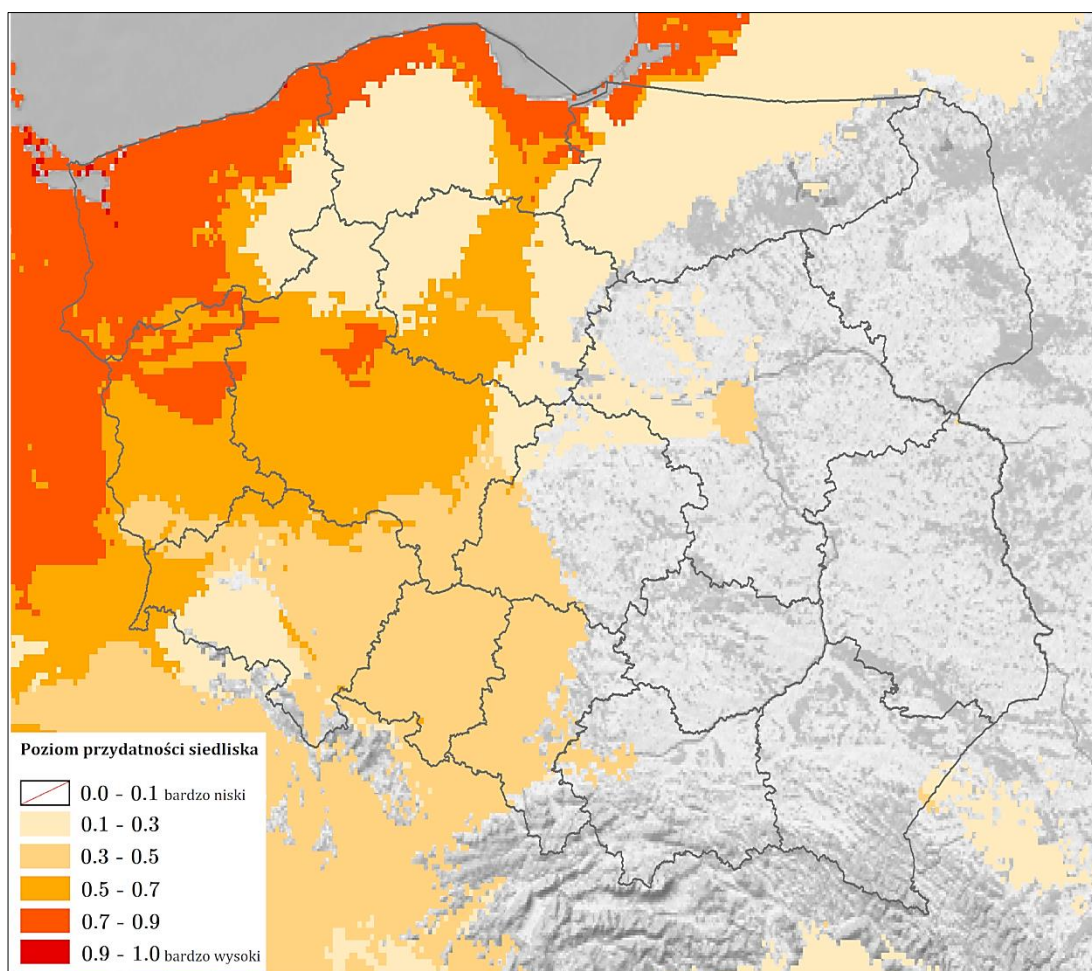 Poziom przydatności siedliska
0.0 - 0.1 bardzo niski
0.1 - 0.3
0.3 - 0.5
0.5 - 0.7
0.7 - 0.9
0.9 - 1.0 bardzo wysoki